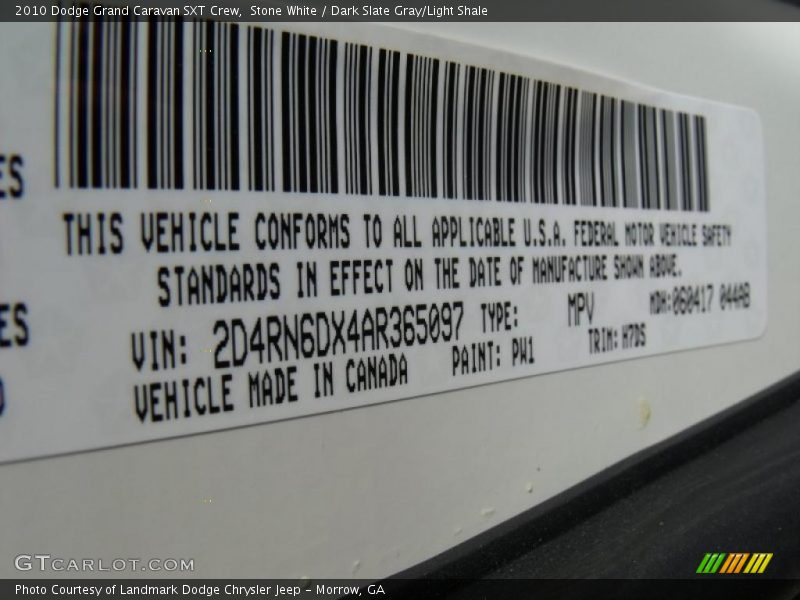 2010 Dodge Grand Caravan SXT Crew, Stone White / Dark Slate Gray/Light Shale
ES
THIS VEHICLE CONFORMS TO ALL APPLICABLE U.S.A. FEDERAL MOTOR VEHICLE SAFETY
STANDARDS IN EFFECT ON THE DATE OF MANUFACTURE SHOWN ABOVE.
ES
VIN: 2D4RN6DX4AR365097 TYPE: MPV MDH:060417 044AB
VEHICLE MADE IN CANADA PAINT: PW1 TRIM: H7DS
GTCARLOT.COM
Photo Courtesy of Landmark Dodge Chrysler Jeep - Morrow, GA